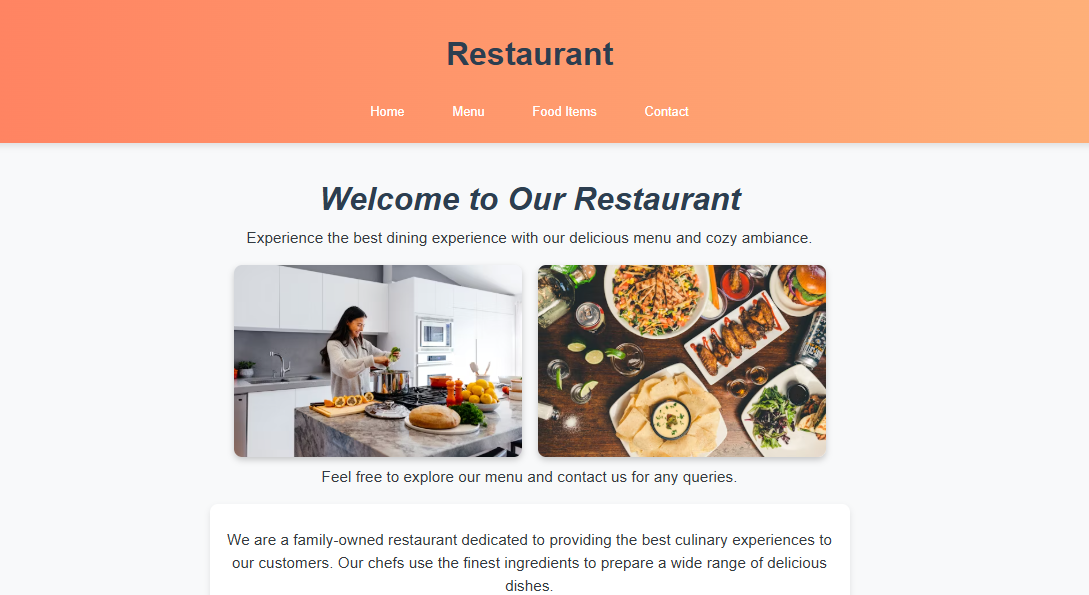 Restaurant
Home Menu Food Items Contact
Welcome to Our Restaurant
Experience the best dining experience with our delicious menu and cozy ambiance.
Feel free to explore our menu and contact us for any queries.
We are a family-owned restaurant dedicated to providing the best culinary experiences to
our customers. Our chefs use the finest ingredients to prepare a wide range of delicious
dishes.